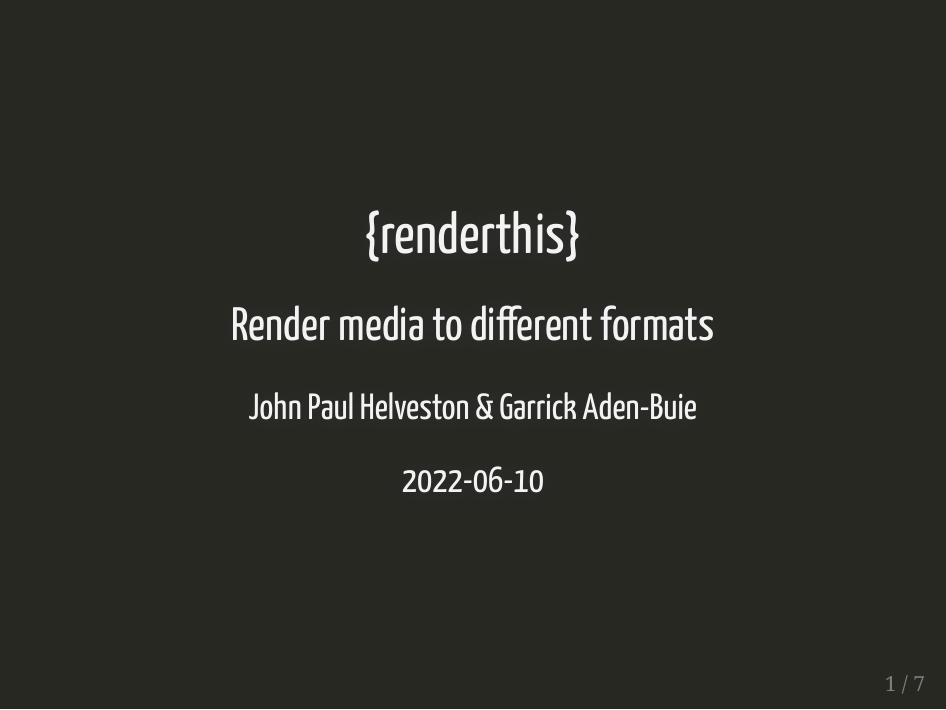 {renderthis}
Render media to different formats
John Paul Helveston & Garrick Aden-Buie
2022-06-10
1 / 7